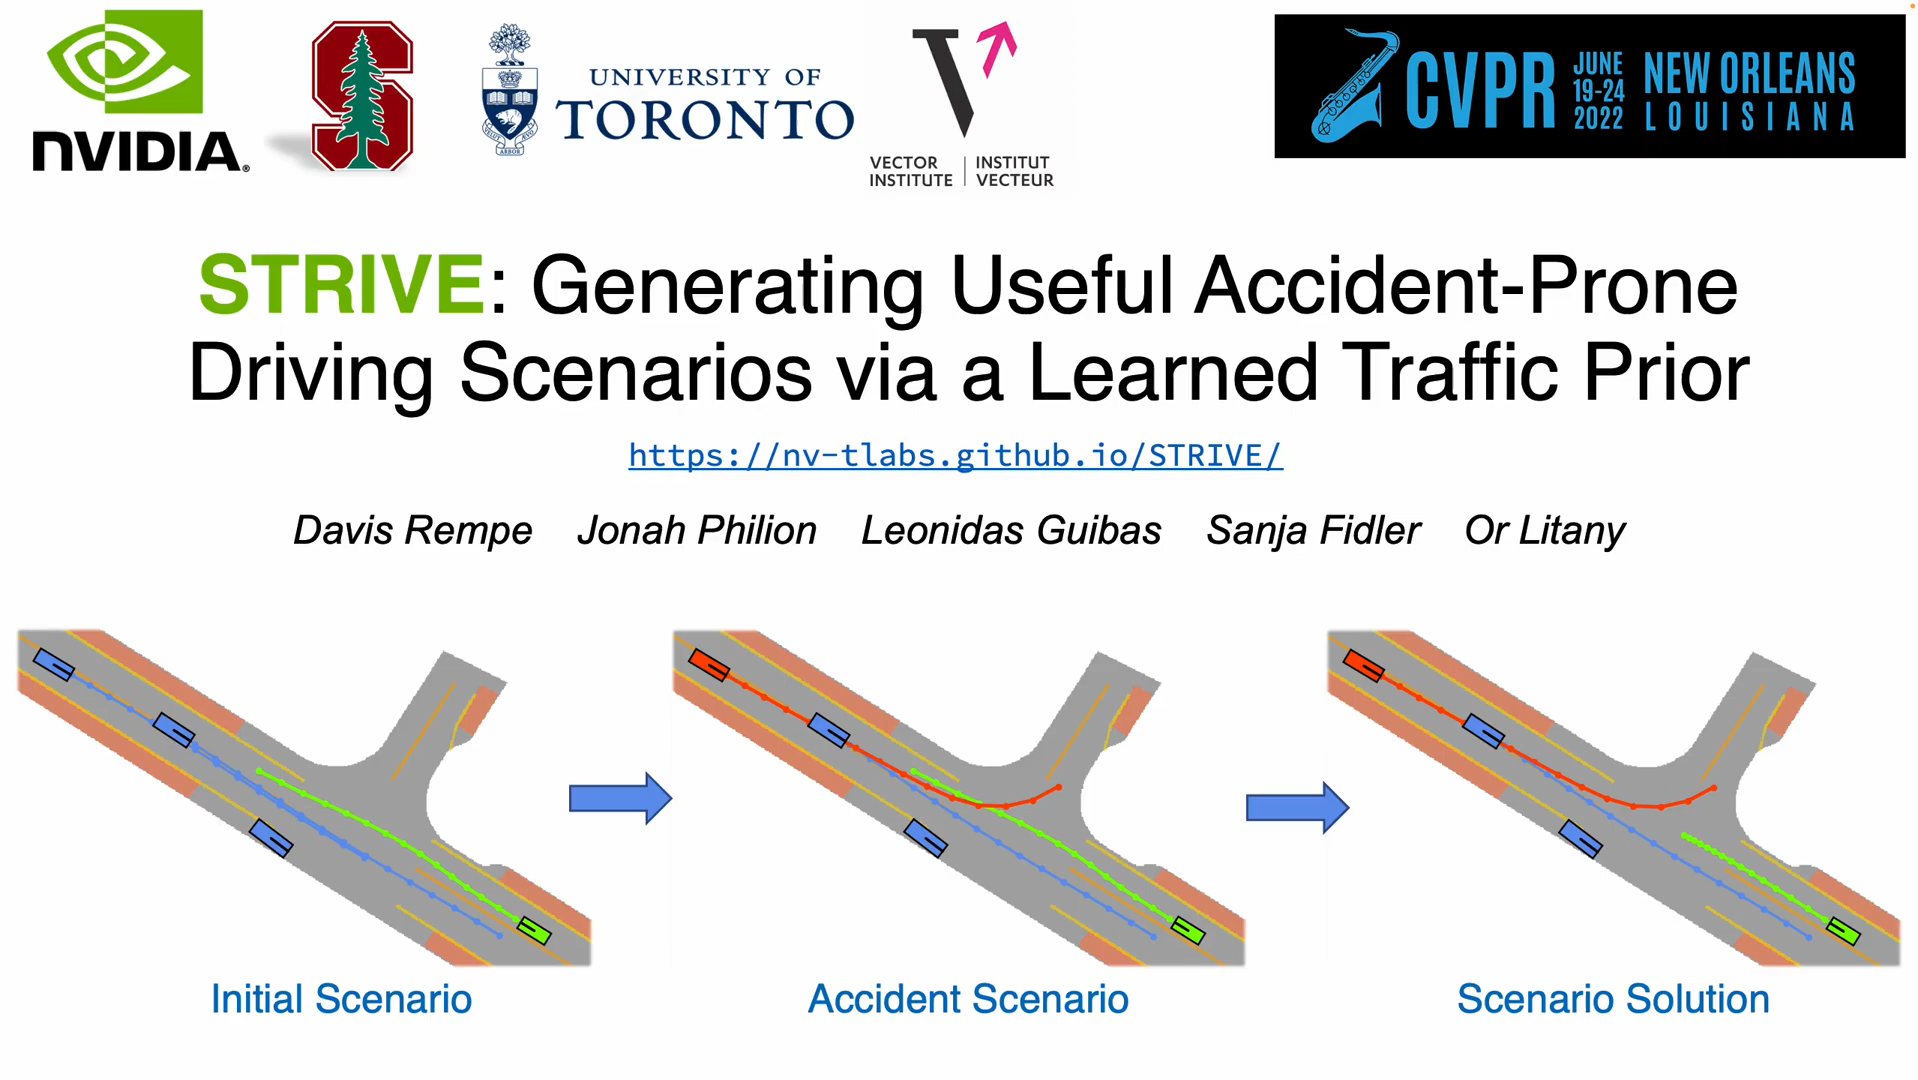 NVIDIA®
UNIVERSITY OF
TORONTO
VECTOR INSTITUTE
INSTITUT VECTEUR
CVPR
JUNE 19-24 2022
NEW ORLEANS
LOUISIANA
STRIVE: Generating Useful Accident-Prone
Driving Scenarios via a Learned Traffic Prior
https://nv-tlabs.github.io/STRIVE/
Davis Rempe Jonah Philion Leonidas Guibas Sanja Fidler Or Litany
Initial Scenario
Accident Scenario
Scenario Solution